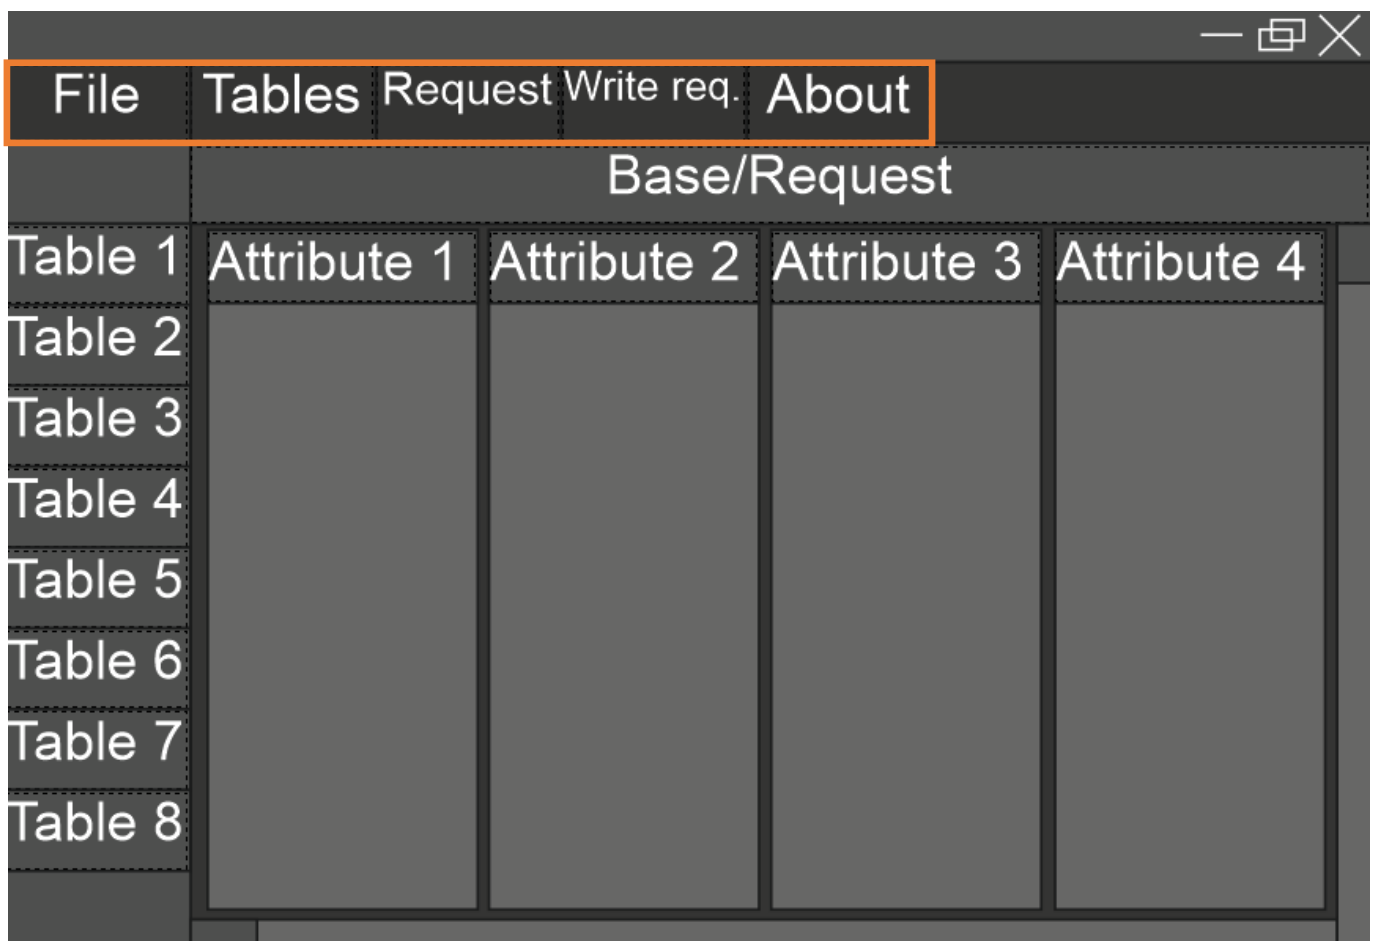 File Tables Request Write req. About
Base/Request
Table 1 Attribute 1 Attribute 2 Attribute 3 Attribute 4
Table 2
Table 3
Table 4
Table 5
Table 6
Table 7
Table 8